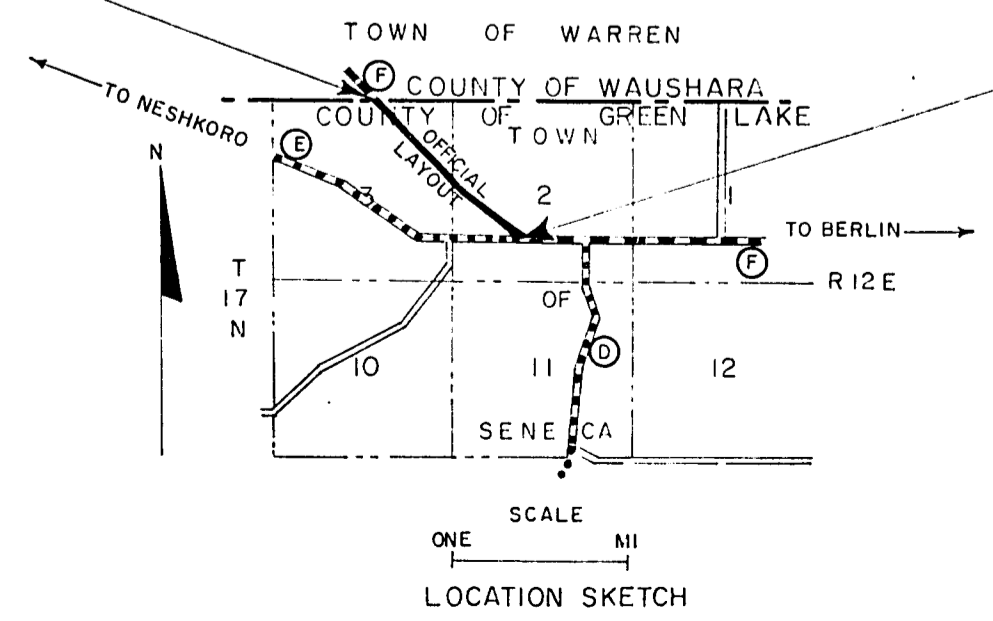 TOWN OF WARREN
F
COUNTY OF WAUSHARA
TO NESHKORO
COUNTY OF GREEN LAKE
TOWN
N
E
OFFICIAL
LAYOUT
3
2
1
TO BERLIN
F
T
17
N
R 12 E
OF
D
10
11
12
SENECA
SCALE
ONE MI
LOCATION SKETCH